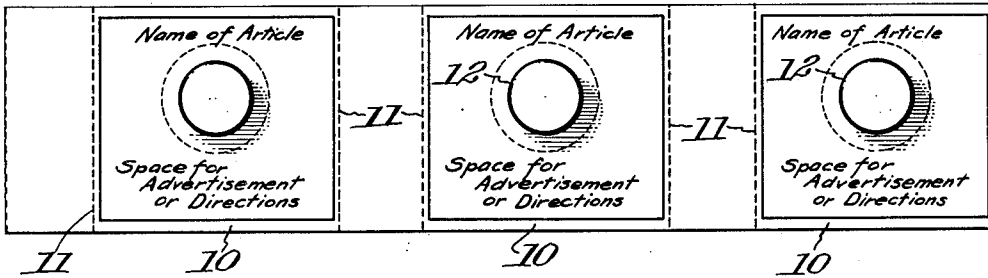 Name of Article
Space for
Advertisement
or Directions
Name of Article
12
Space for
Advertisement
or Directions
Name of Article
12
Space for
Advertisement
or Directions
11
11
11
10
10
10